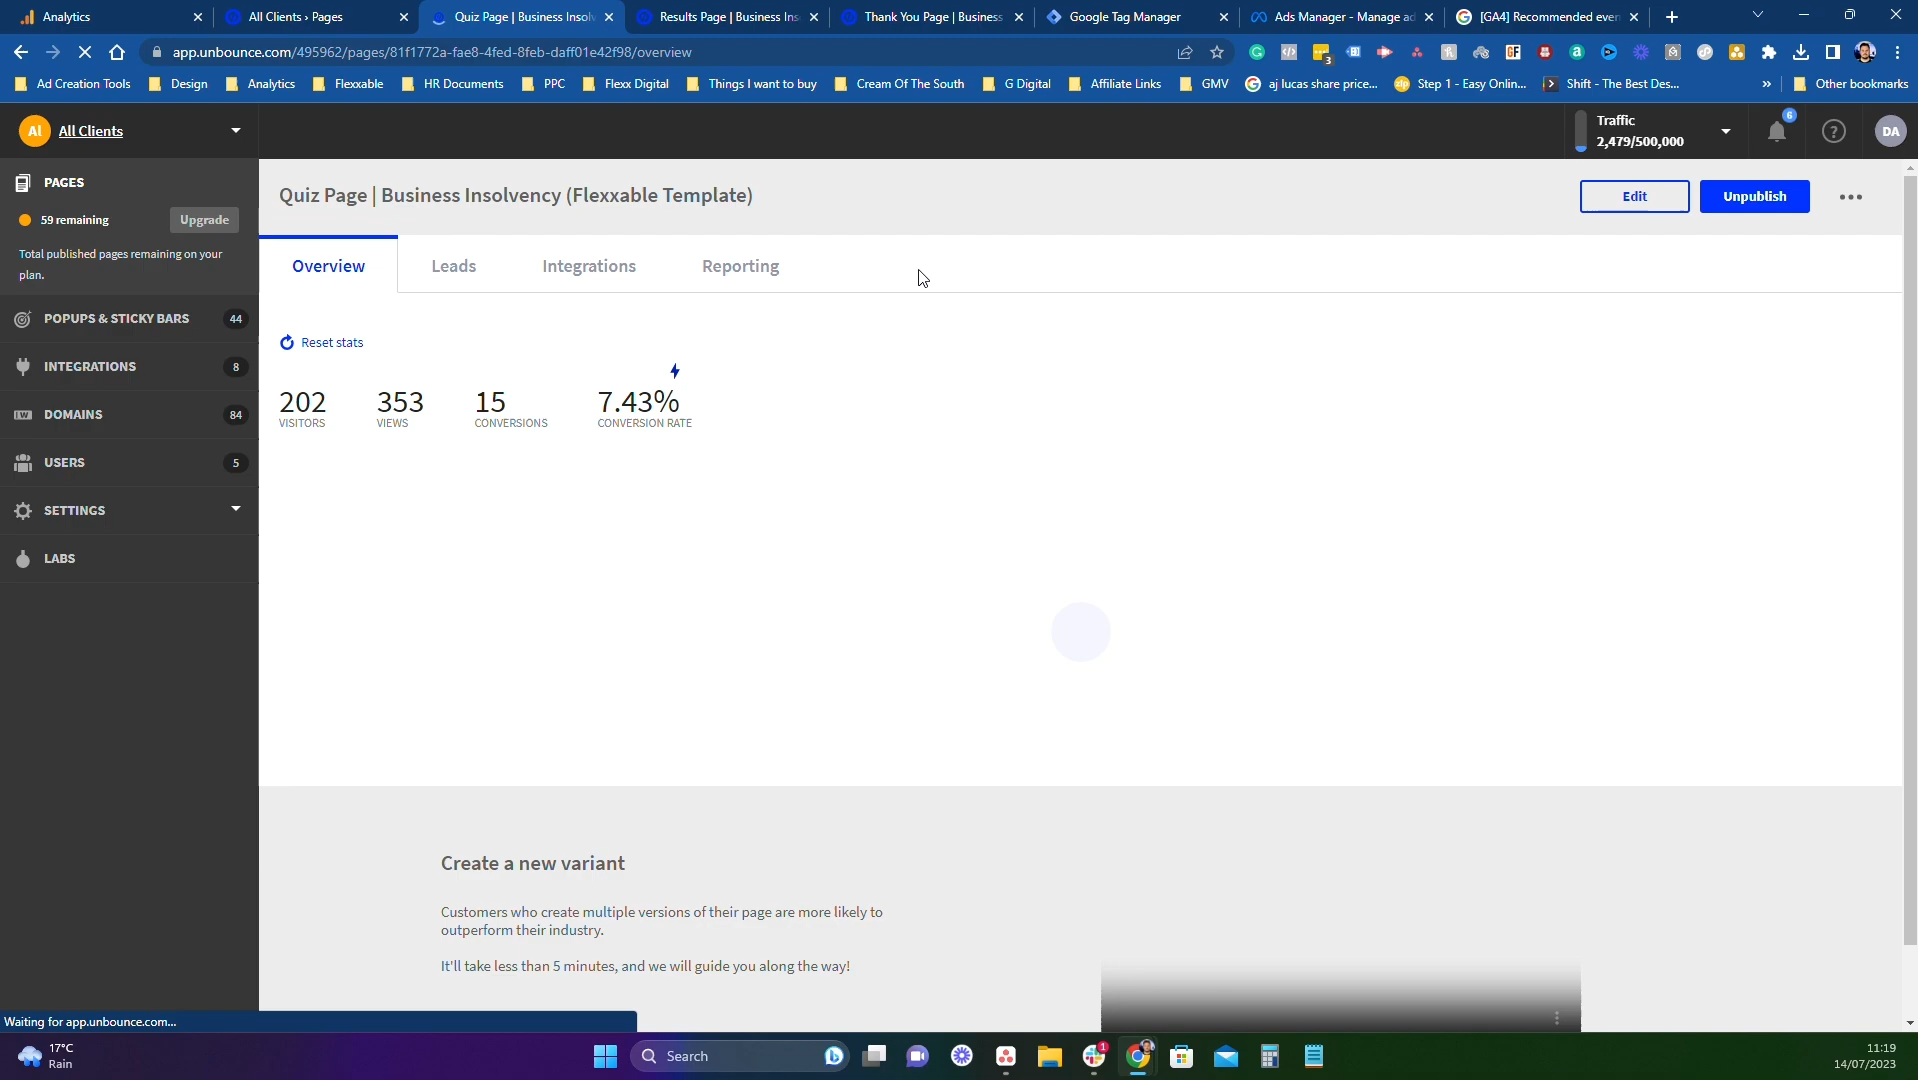 Analytics
All Clients › Pages
Quiz Page | Business Insolv
Results Page | Business Ins
Thank You Page | Business
Google Tag Manager
Ads Manager - Manage ad
[GA4] Recommended even
app.unbounce.com/495962/pages/81f1772a-fae8-4fed-8feb-daff01e42f98/overview
3
Ad Creation Tools
Design
Analytics
Flexxable
HR Documents
PPC
Flexx Digital
Things I want to buy
Cream Of The South
G Digital
Affiliate Links
GMV
aj lucas share price...
Step 1 - Easy Onlin...
Shift - The Best Des...
»
Other bookmarks
Al All Clients
Traffic
2,479/500,000
6
?
DA
PAGES
59 remaining
Upgrade
Total published pages remaining on your
plan.
POPUPS & STICKY BARS 44
INTEGRATIONS 8
DOMAINS 84
USERS 5
SETTINGS
LABS
Quiz Page | Business Insolvency (Flexxable Template)
Edit
Unpublish
Overview
Leads
Integrations
Reporting
Reset stats
202
VISITORS
353
VIEWS
15
CONVERSIONS
7.43%
CONVERSION RATE
Create a new variant
Customers who create multiple versions of their page are more likely to
outperform their industry.
It'll take less than 5 minutes, and we will guide you along the way!
Waiting for app.unbounce.com...
17°C
Rain
Search
1
11:19
14/07/2023